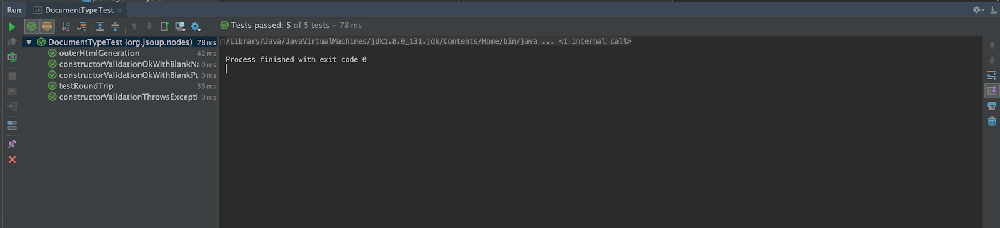 Run: DocumentTypeTest
Tests passed: 5 of 5 tests – 78 ms
DocumentTypeTest (org.jsoup.nodes) 78 ms
outerHtmlGeneration 42 ms
constructorValidationOkWithBlankNa 0 ms
constructorValidationOkWithBlankPu 0 ms
testRoundTrip 36 ms
constructorValidationThrowsExcepti 0 ms
/Library/Java/JavaVirtualMachines/jdk1.8.0_131.jdk/Contents/Home/bin/java ... <1 internal call>
Process finished with exit code 0